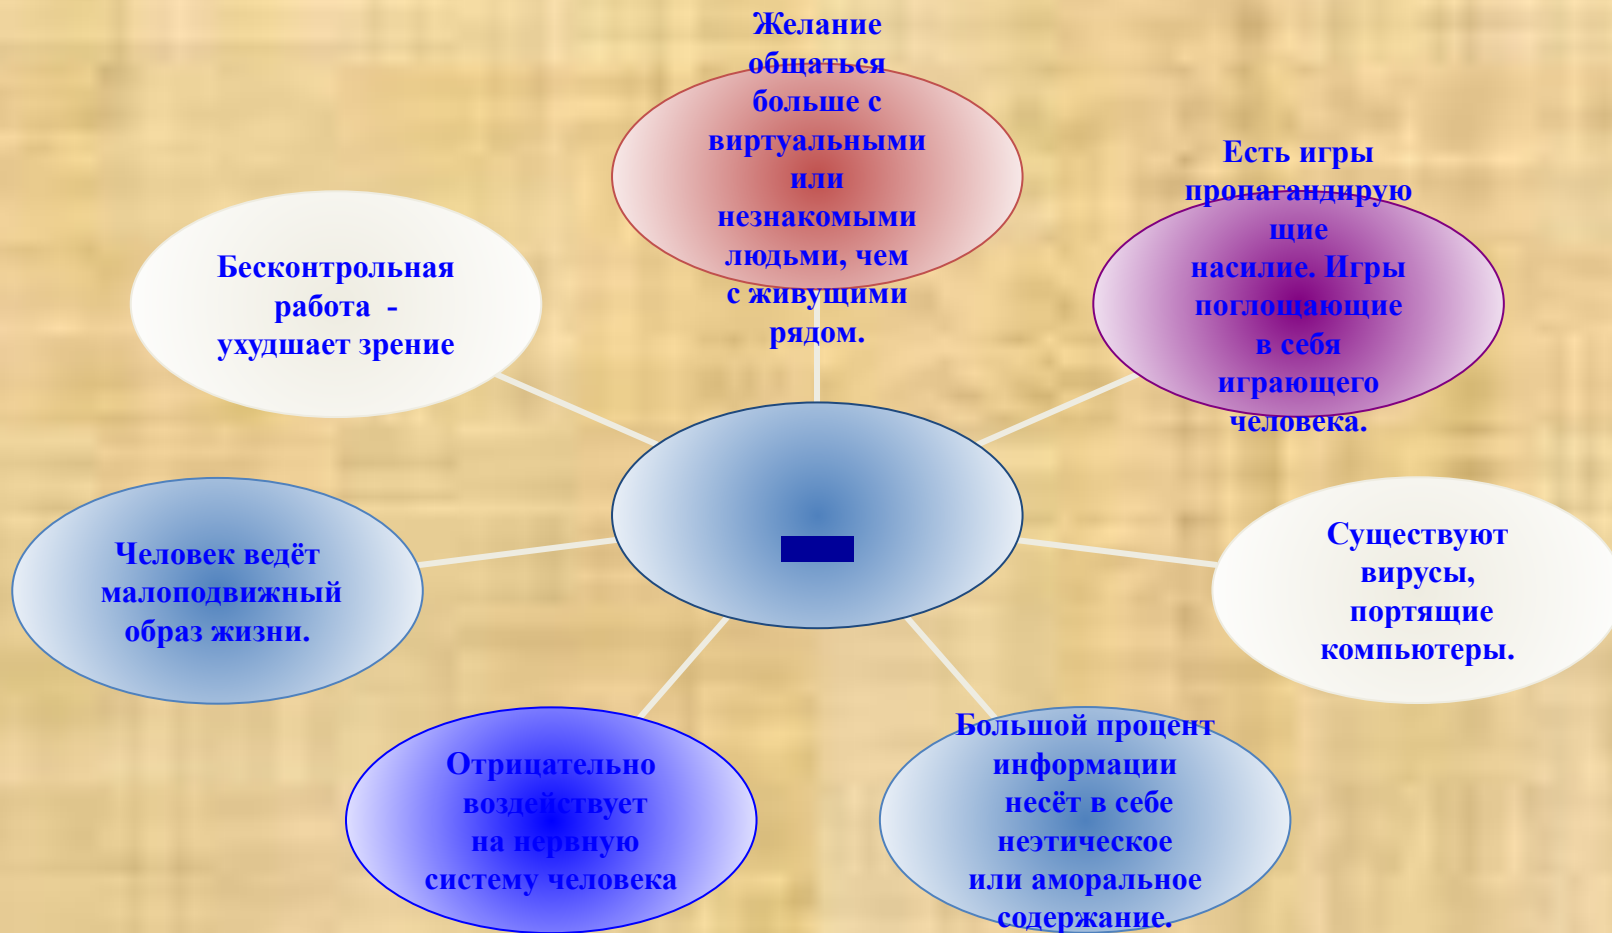 Желание
общаться
больше с
виртуальными
или
незнакомыми
людьми, чем
с живущими
рядом.
Есть игры
пропагандирую
щие
насилие. Игры
поглощающие
в себя
играющего
человека.
Существуют
вирусы,
портящие
компьютеры.
Большой процент
информации
несёт в себе
неэтическое
или аморальное
содержание.
Отрицательно
воздействует
на нервную
систему человека
Человек ведёт
малоподвижный
образ жизни.
Бесконтрольная
работа -
ухудшает зрение
-